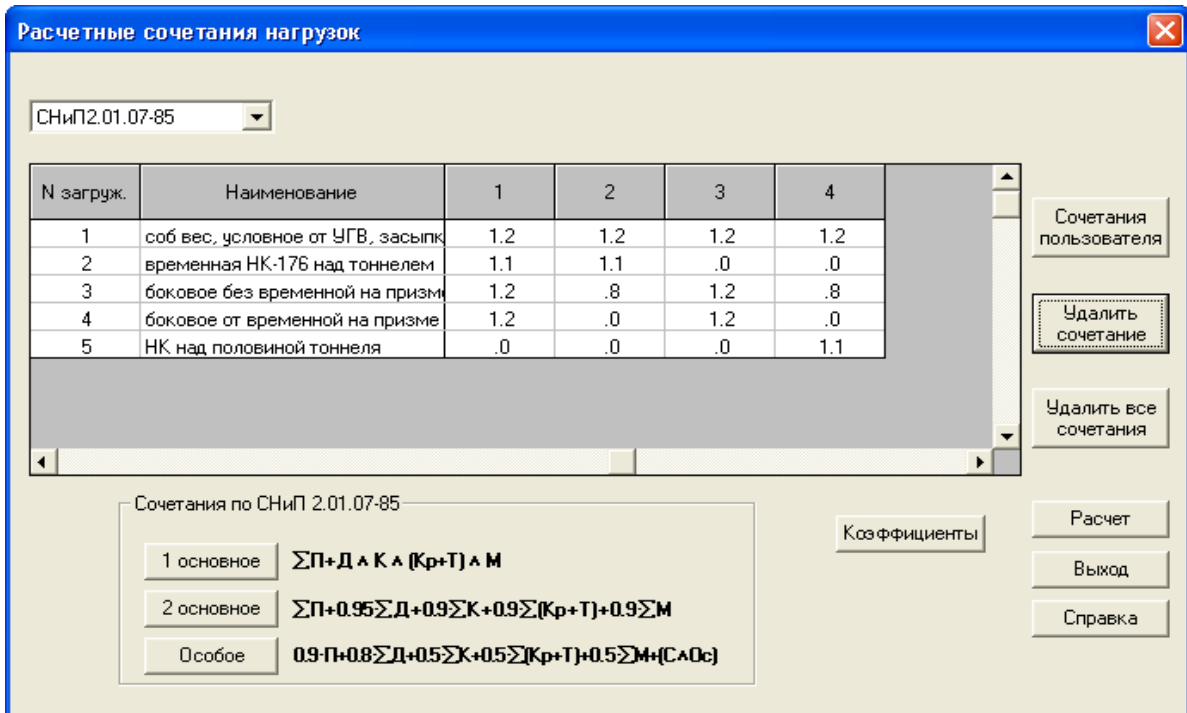 Расчетные сочетания нагрузок
СНиП2.01.07-85
N загруж. Наименование 1 2 3 4
1 соб вес, условное от УГВ, засыпк 1.2 1.2 1.2 1.2
2 временная НК-176 над тоннелем 1.1 1.1 .0 .0
3 боковое без временной на призм 1.2 .8 1.2 .8
4 боковое от временной на призме 1.2 .0 1.2 .0
5 НК над половиной тоннеля .0 .0 .0 1.1
Сочетания
пользователя
Удалить
сочетание
Удалить все
сочетания
Сочетания по СНиП 2.01.07-85
1 основное ∑П+Д ∧ К ∧ (Кр+Т) ∧ М
2 основное ∑П+0.95∑Д+0.9∑К+0.9∑(Кр+Т)+0.9∑М
Особое 0.9·П+0.8∑Д+0.5∑К+0.5∑(Кр+Т)+0.5∑М+(С∧Ос)
Коэффициенты
Расчет
Выход
Справка